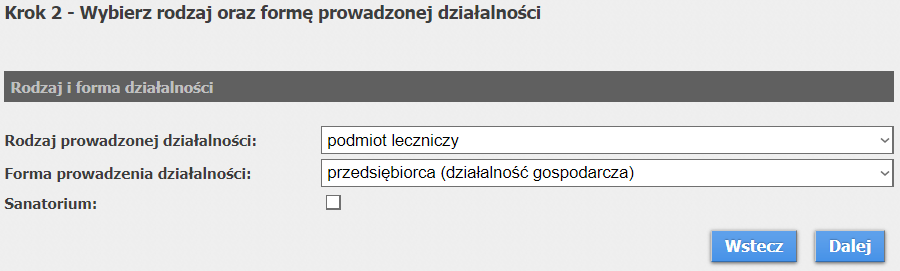 Krok 2 - Wybierz rodzaj oraz formę prowadzonej działalności
Rodzaj i forma działalności
Rodzaj prowadzonej działalności: podmiot leczniczy
Forma prowadzenia działalności: przedsiębiorca (działalność gospodarcza)
Sanatorium:
Wstecz Dalej